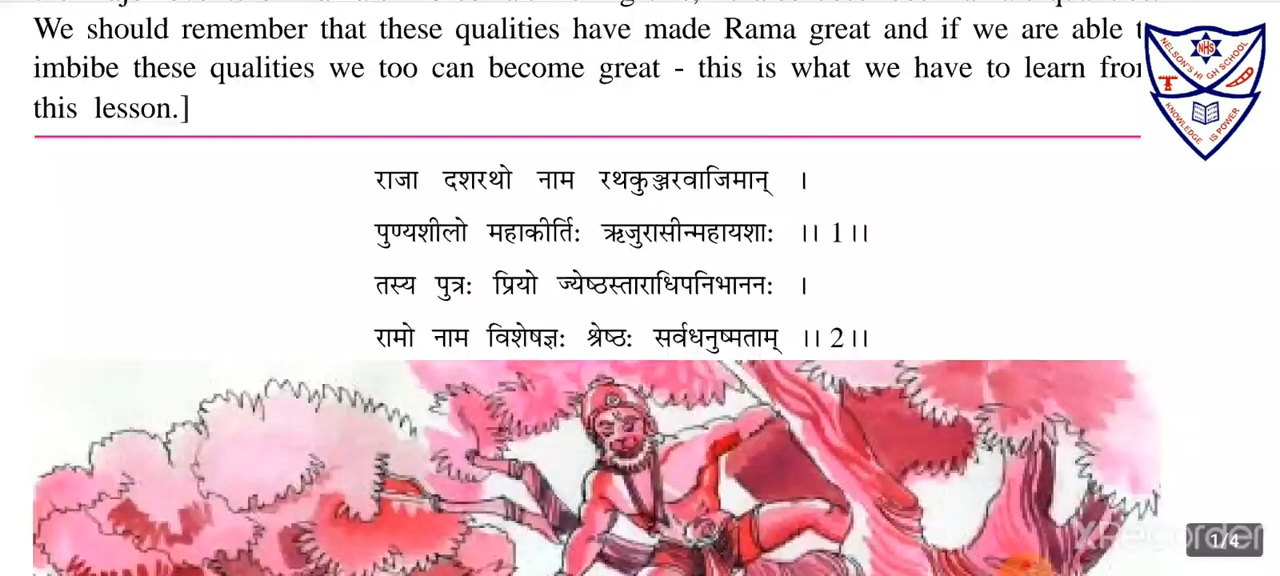 We should remember that these qualities have made Rama great and if we are able
imbibe these qualities we too can become great - this is what we have to learn
this lesson.]
NELSON'S HIGH SCHOOL
NHS
KNOWLEDGE IS POWER
राजा दशरथो नाम रथकुञ्जरवाजिमान् ।
पुण्यशीलो महाकीर्तिः ऋजुरासीन्महायशाः ।। 1 ।।
तस्य पुत्रः प्रियो ज्येष्ठस्ताराधिपनिभाननः ।
रामो नाम विशेषज्ञः श्रेष्ठः सर्वधनुष्मताम् ।। 2 ।।
XRecorder
1/4